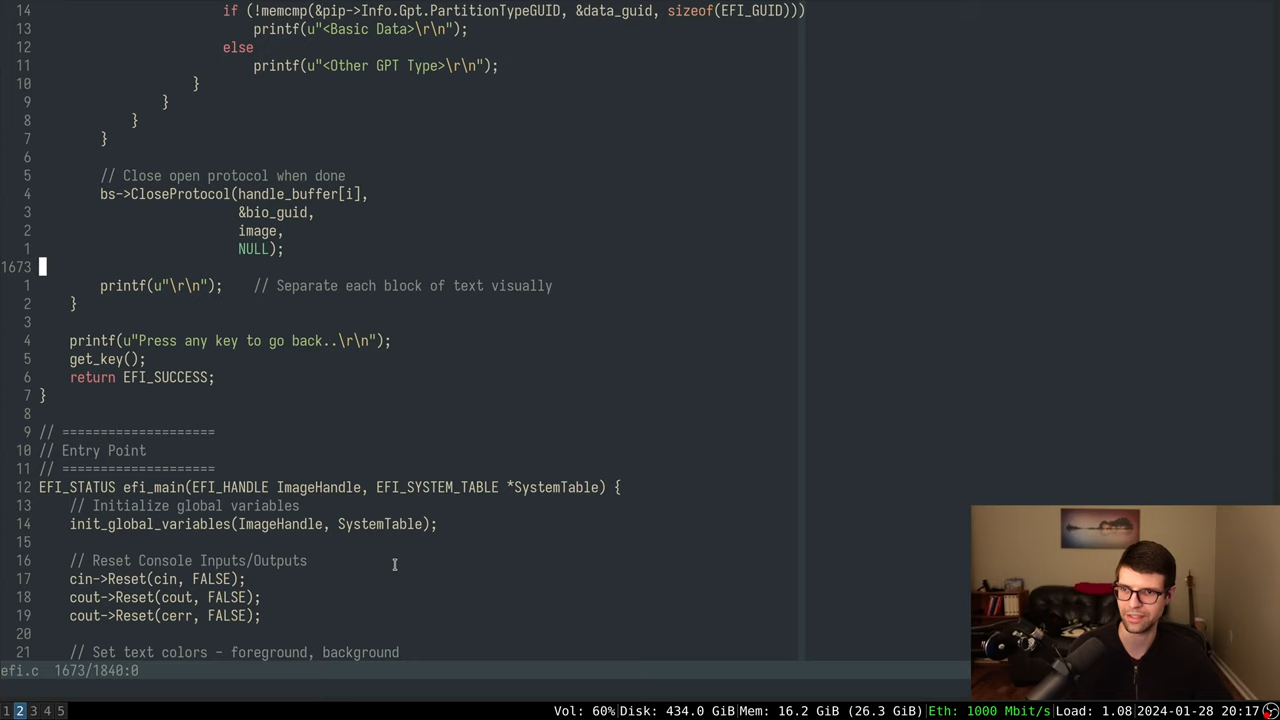 14 if (!memcmp(&pip->Info.Gpt.PartitionTypeGUID, &data_guid, sizeof(EFI_GUID)))
13 printf(u"<Basic Data>\r\n");
12 else
11 printf(u"<Other GPT Type>\r\n");
10 }
9 }
8 }
7 }
6
5 // Close open protocol when done
4 bs->CloseProtocol(handle_buffer[i],
3 &bio_guid,
2 image,
1 NULL);
1673
1 printf(u"\r\n"); // Separate each block of text visually
2 }
3
4 printf(u"Press any key to go back..\r\n");
5 get_key();
6 return EFI_SUCCESS;
7 }
8
9 // ====================
10 // Entry Point
11 // ====================
12 EFI_STATUS efi_main(EFI_HANDLE ImageHandle, EFI_SYSTEM_TABLE *SystemTable) {
13 // Initialize global variables
14 init_global_variables(ImageHandle, SystemTable);
15
16 // Reset Console Inputs/Outputs
17 cin->Reset(cin, FALSE);
18 cout->Reset(cout, FALSE);
19 cout->Reset(cerr, FALSE);
20
21 // Set text colors - foreground, background
efi.c 1673/1840:0
1 2 3 4 5 Vol: 60%|Disk: 434.0 GiB|Mem: 16.2 GiB (26.3 GiB)|Eth: 1000 Mbit/s|Load: 1.08|2024-01-28 20:17